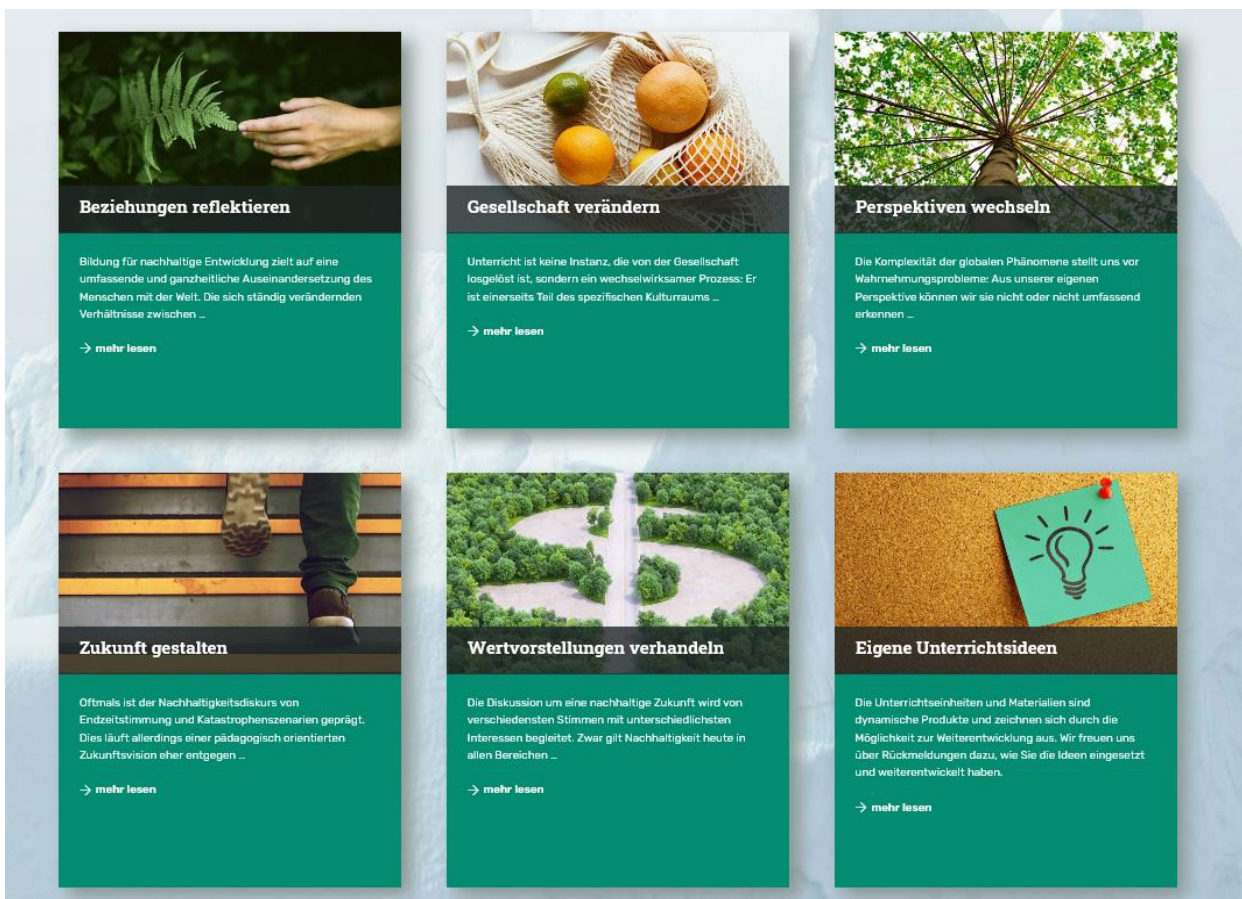 Beziehungen reflektieren
Bildung für nachhaltige Entwicklung zielt auf eine
umfassende und ganzheitliche Auseinandersetzung des
Menschen mit der Welt. Die sich ständig verändernden
Verhältnisse zwischen …
→ mehr lesen
Gesellschaft verändern
Unterricht ist keine Instanz, die von der Gesellschaft
losgelöst ist, sondern ein wechselwirksamer Prozess: Er
ist einerseits Teil des spezifischen Kulturraums …
→ mehr lesen
Perspektiven wechseln
Die Komplexität der globalen Phänomene stellt uns vor
Wahrnehmungsprobleme: Aus unserer eigenen
Perspektive können wir sie nicht oder nicht umfassend
erkennen …
→ mehr lesen
Zukunft gestalten
Oftmals ist der Nachhaltigkeitsdiskurs von
Endzeitstimmung und Katastrophenszenarien geprägt.
Dies läuft allerdings einer pädagogisch orientierten
Zukunftsvision eher entgegen …
→ mehr lesen
Wertvorstellungen verhandeln
Die Diskussion um eine nachhaltige Zukunft wird von
verschiedensten Stimmen mit unterschiedlichsten
Interessen begleitet. Zwar gilt Nachhaltigkeit heute in
allen Bereichen …
→ mehr lesen
Eigene Unterrichtsideen
Die Unterrichtseinheiten und Materialien sind
dynamische Produkte und zeichnen sich durch die
Möglichkeit zur Weiterentwicklung aus. Wir freuen uns
über Rückmeldungen dazu, wie Sie die Ideen eingesetzt
und weiterentwickelt haben.
→ mehr lesen